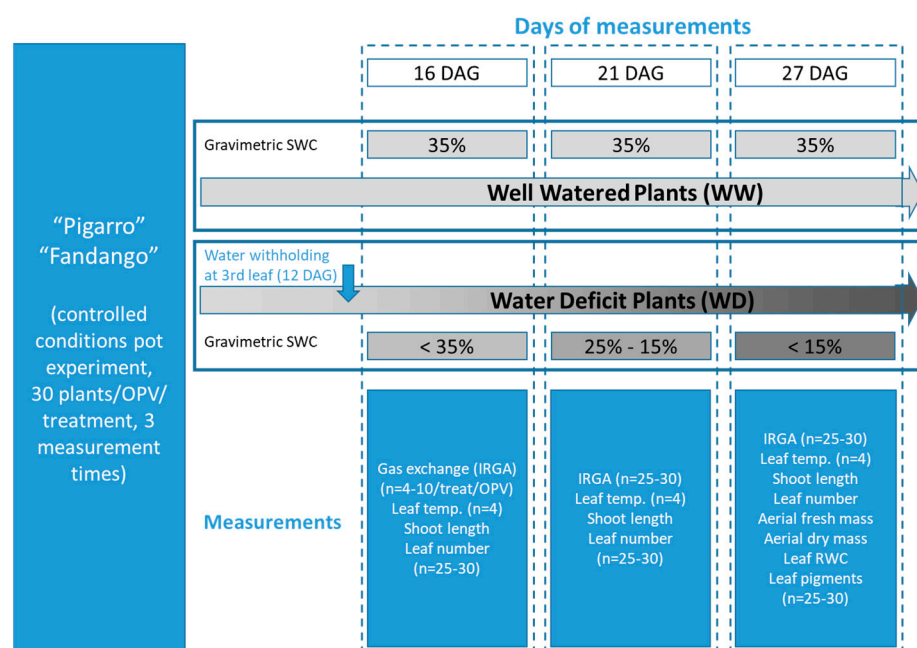 Days of measurements
16 DAG
21 DAG
27 DAG
Gravimetric SWC
35%
35%
35%
Well Watered Plants (WW)
“Pigarro”
“Fandango”
(controlled
conditions pot
experiment,
30 plants/OPV/
treatment, 3
measurement
times)
Water withholding
at 3rd leaf (12 DAG)
Water Deficit Plants (WD)
Gravimetric SWC
< 35%
25% - 15%
< 15%
Measurements
Gas exchange (IRGA)
(n=4-10/treat/OPV)
Leaf temp. (n=4)
Shoot length
Leaf number
(n=25-30)
IRGA (n=25-30)
Leaf temp. (n=4)
Shoot length
Leaf number
(n=25-30)
IRGA (n=25-30)
Leaf temp. (n=4)
Shoot length
Leaf number
Aerial fresh mass
Aerial dry mass
Leaf RWC
Leaf pigments
(n=25-30)